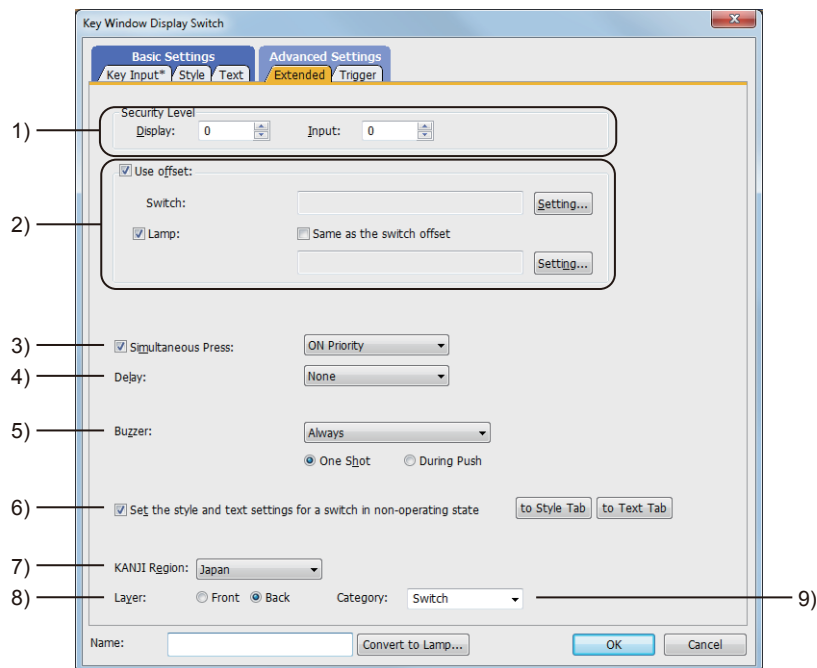 Key Window Display Switch
Basic Settings Advanced Settings
Key Input* Style Text Extended Trigger
Security Level
1) Display: 0 Input: 0
Use offset:
Switch: Setting...
2) Lamp: Same as the switch offset
Setting...
3) Simultaneous Press: ON Priority
4) Delay: None
5) Buzzer: Always
One Shot During Push
6) Set the style and text settings for a switch in non-operating state to Style Tab to Text Tab
7) KANJI Region: Japan
8) Layer: Front Back Category: Switch 9)
Name: Convert to Lamp... OK Cancel